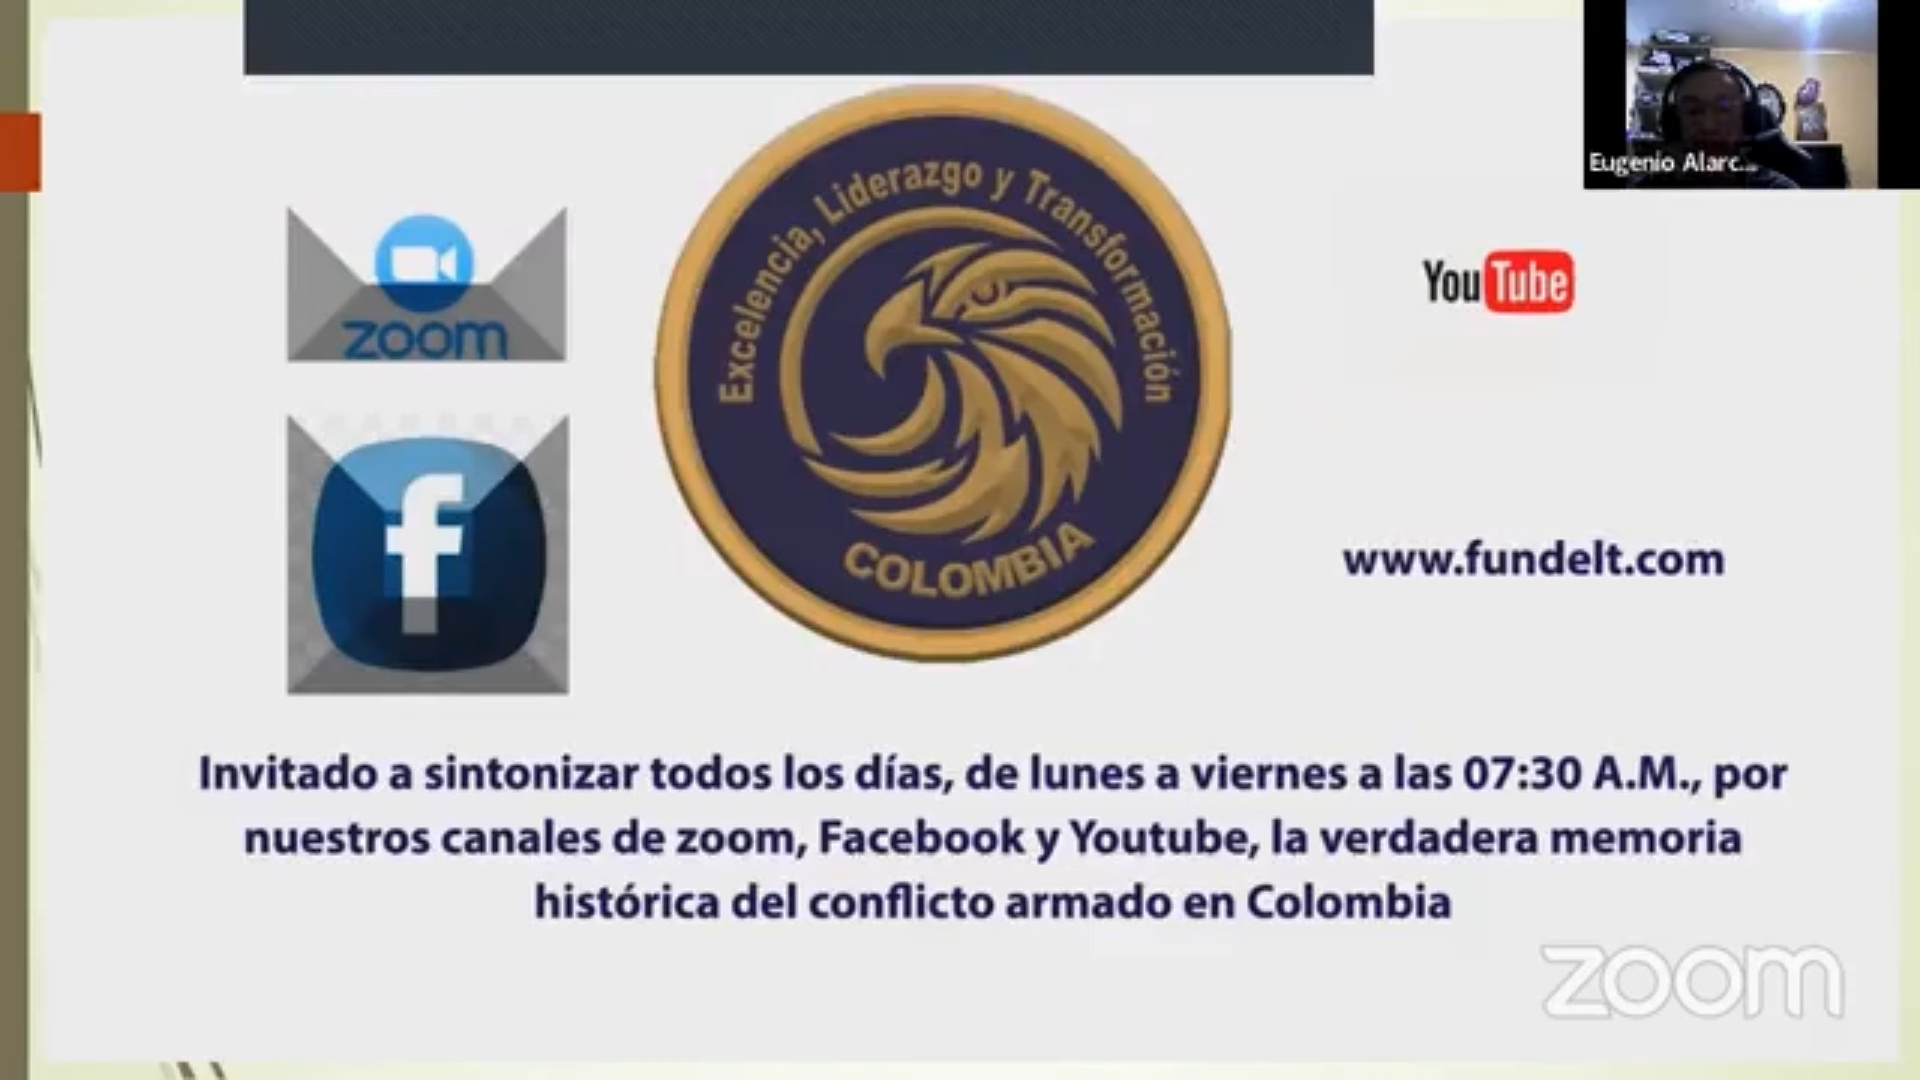 Eugenio Alarc...
Excelencia, Liderazgo y Transformación
COLOMBIA
zoom
f
YouTube
www.fundelt.com
Invitado a sintonizar todos los días, de lunes a viernes a las 07:30 A.M., por
nuestros canales de zoom, Facebook y Youtube, la verdadera memoria
histórica del conflicto armado en Colombia
zoom